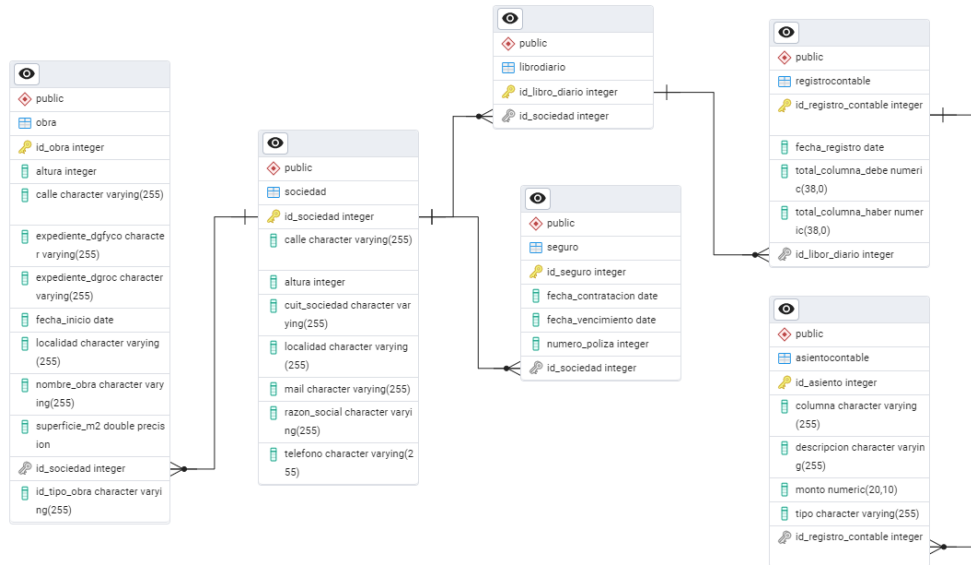 public
obra
id_obra integer
altura integer
calle character varying(255)
expediente_dgfyco characte
r varying(255)
expediente_dgroc character
varying(255)
fecha_inicio date
localidad character varying
(255)
nombre_obra character vary
ing(255)
superficie_m2 double precis
ion
id_sociedad integer
id_tipo_obra character varyi
ng(255)
public
sociedad
id_sociedad integer
calle character varying(255)
altura integer
cuit_sociedad character var
ying(255)
localidad character varying
(255)
mail character varying(255)
razon_social character varyi
ng(255)
telefono character varying(2
55)
public
librodiario
id_libro_diario integer
id_sociedad integer
public
seguro
id_seguro integer
fecha_contratacion date
fecha_vencimiento date
numero_poliza integer
id_sociedad integer
public
registrocontable
id_registro_contable integer
fecha_registro date
total_columna_debe numeri
c(38,0)
total_columna_haber numer
ic(38,0)
id_libor_diario integer
public
asientocontable
id_asiento integer
columna character varying
(255)
descripcion character varyin
g(255)
monto numeric(20,10)
tipo character varying(255)
id_registro_contable integer